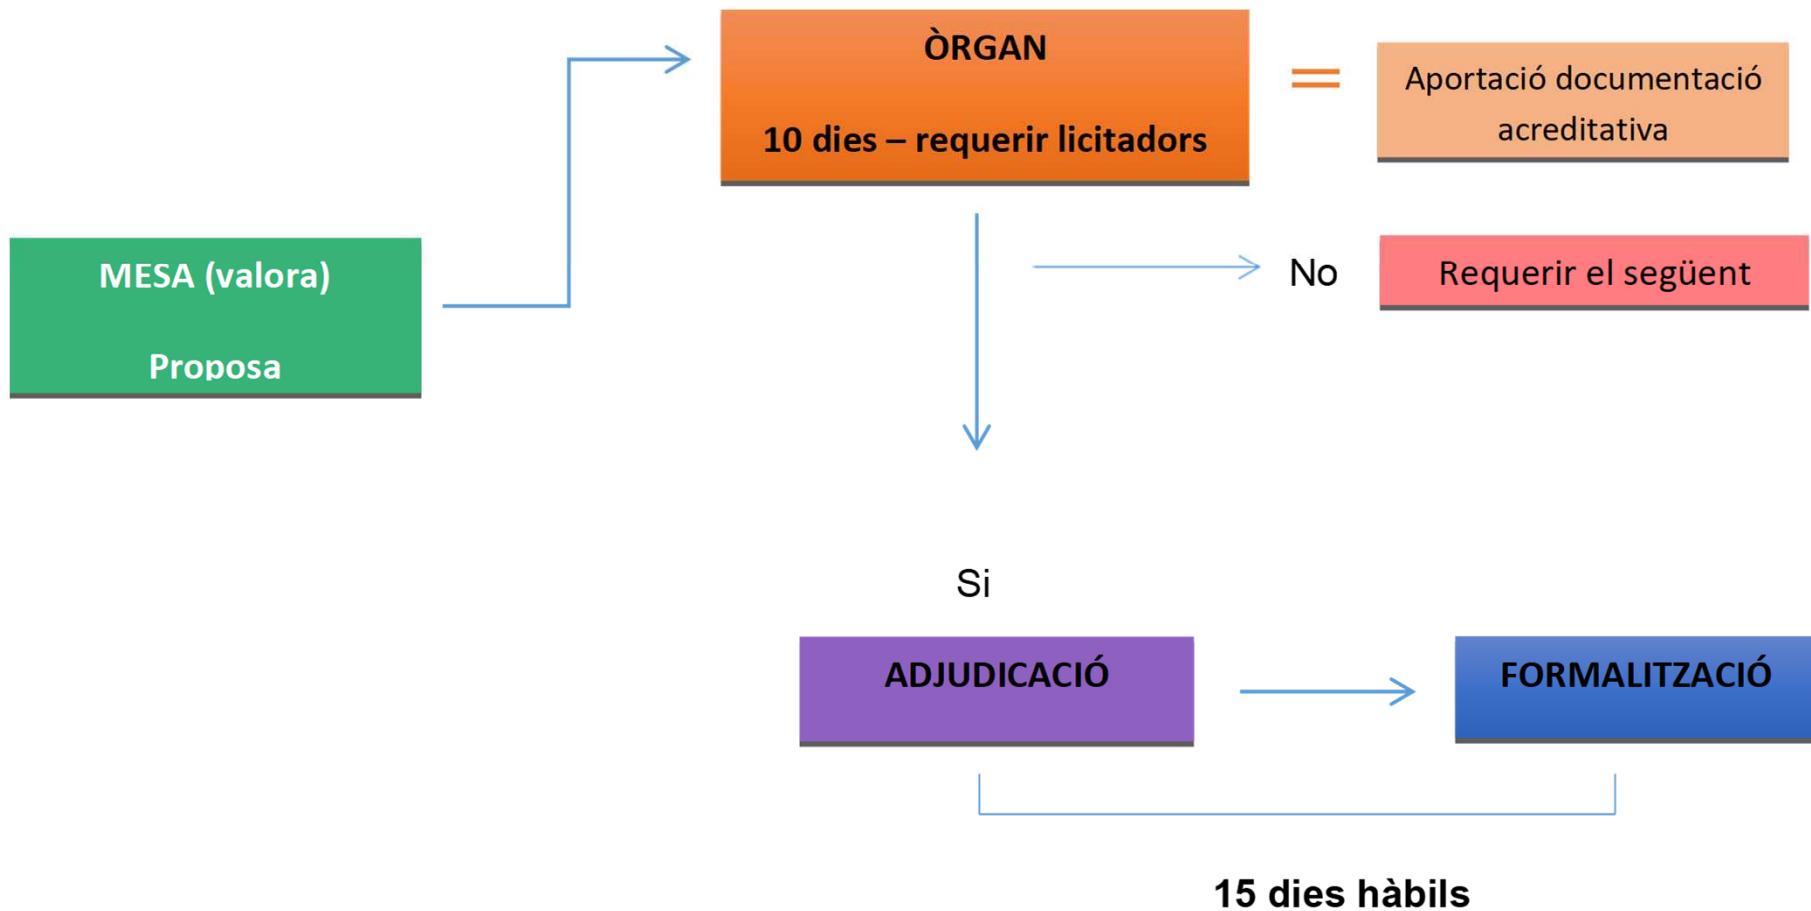 ÒRGAN
10 dies – requerir licitadors
Aportació documentació
acreditativa
MESA (valora)
Proposa
No
Requerir el següent
Si
ADJUDICACIÓ
FORMALITZACIÓ
15 dies hàbils